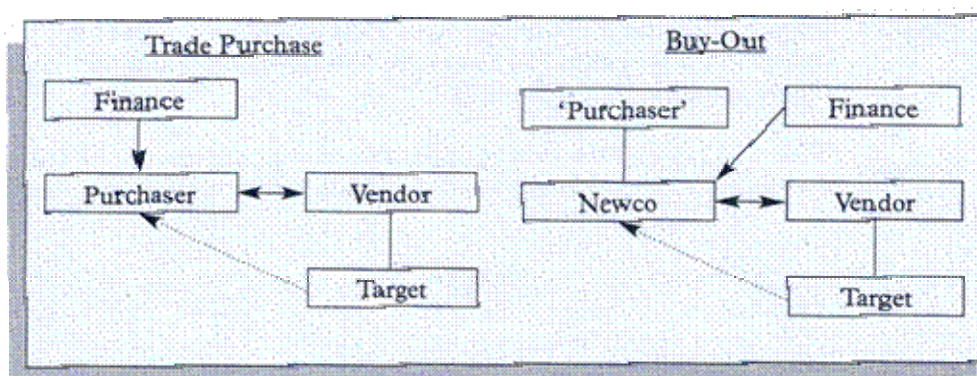 Trade Purchase
Finance
Purchaser
Vendor
Target
Buy-Out
'Purchaser'
Finance
Newco
Vendor
Target